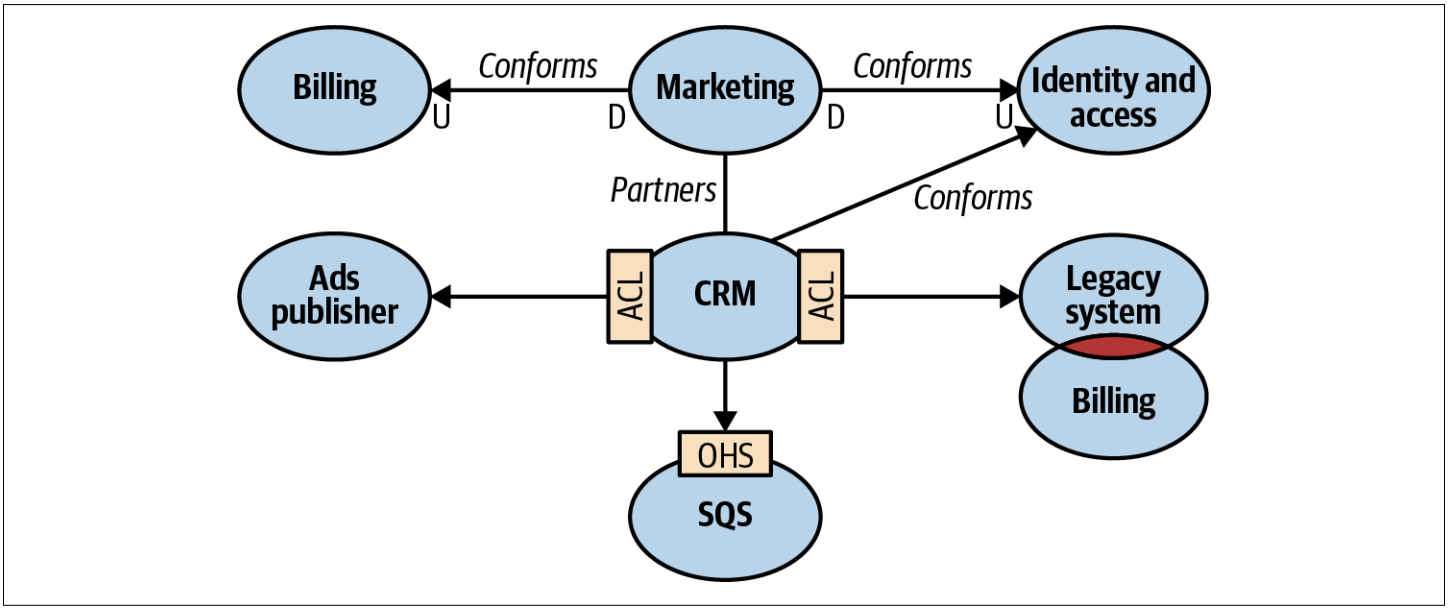 Billing
Conforms
Marketing
Conforms
Identity and
access
U
D
D
U
Partners
Conforms
Ads
publisher
ACL
CRM
ACL
Legacy
system
Billing
OHS
SQS